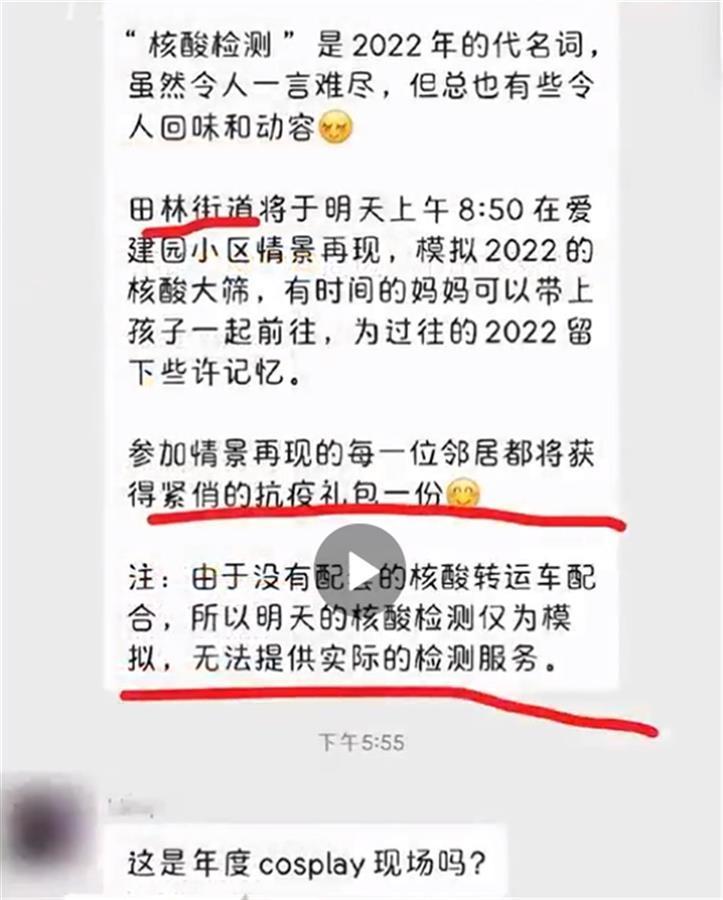 “核酸检测”是2022年的代名词，
虽然令人一言难尽，但总也有些令
人回味和动容
田林街道将于明天上午8:50在爱
建园小区情景再现，模拟2022的
核酸大筛，有时间的妈妈可以带上
孩子一起前往，为过往的2022留
下些许记忆。
参加情景再现的每一位邻居都将获
得紧俏的抗疫礼包一份
注：由于没有配套的核酸转运车配
合，所以明天的核酸检测仅为模
拟，无法提供实际的检测服务。
下午5:55
这是年度cosplay现场吗？